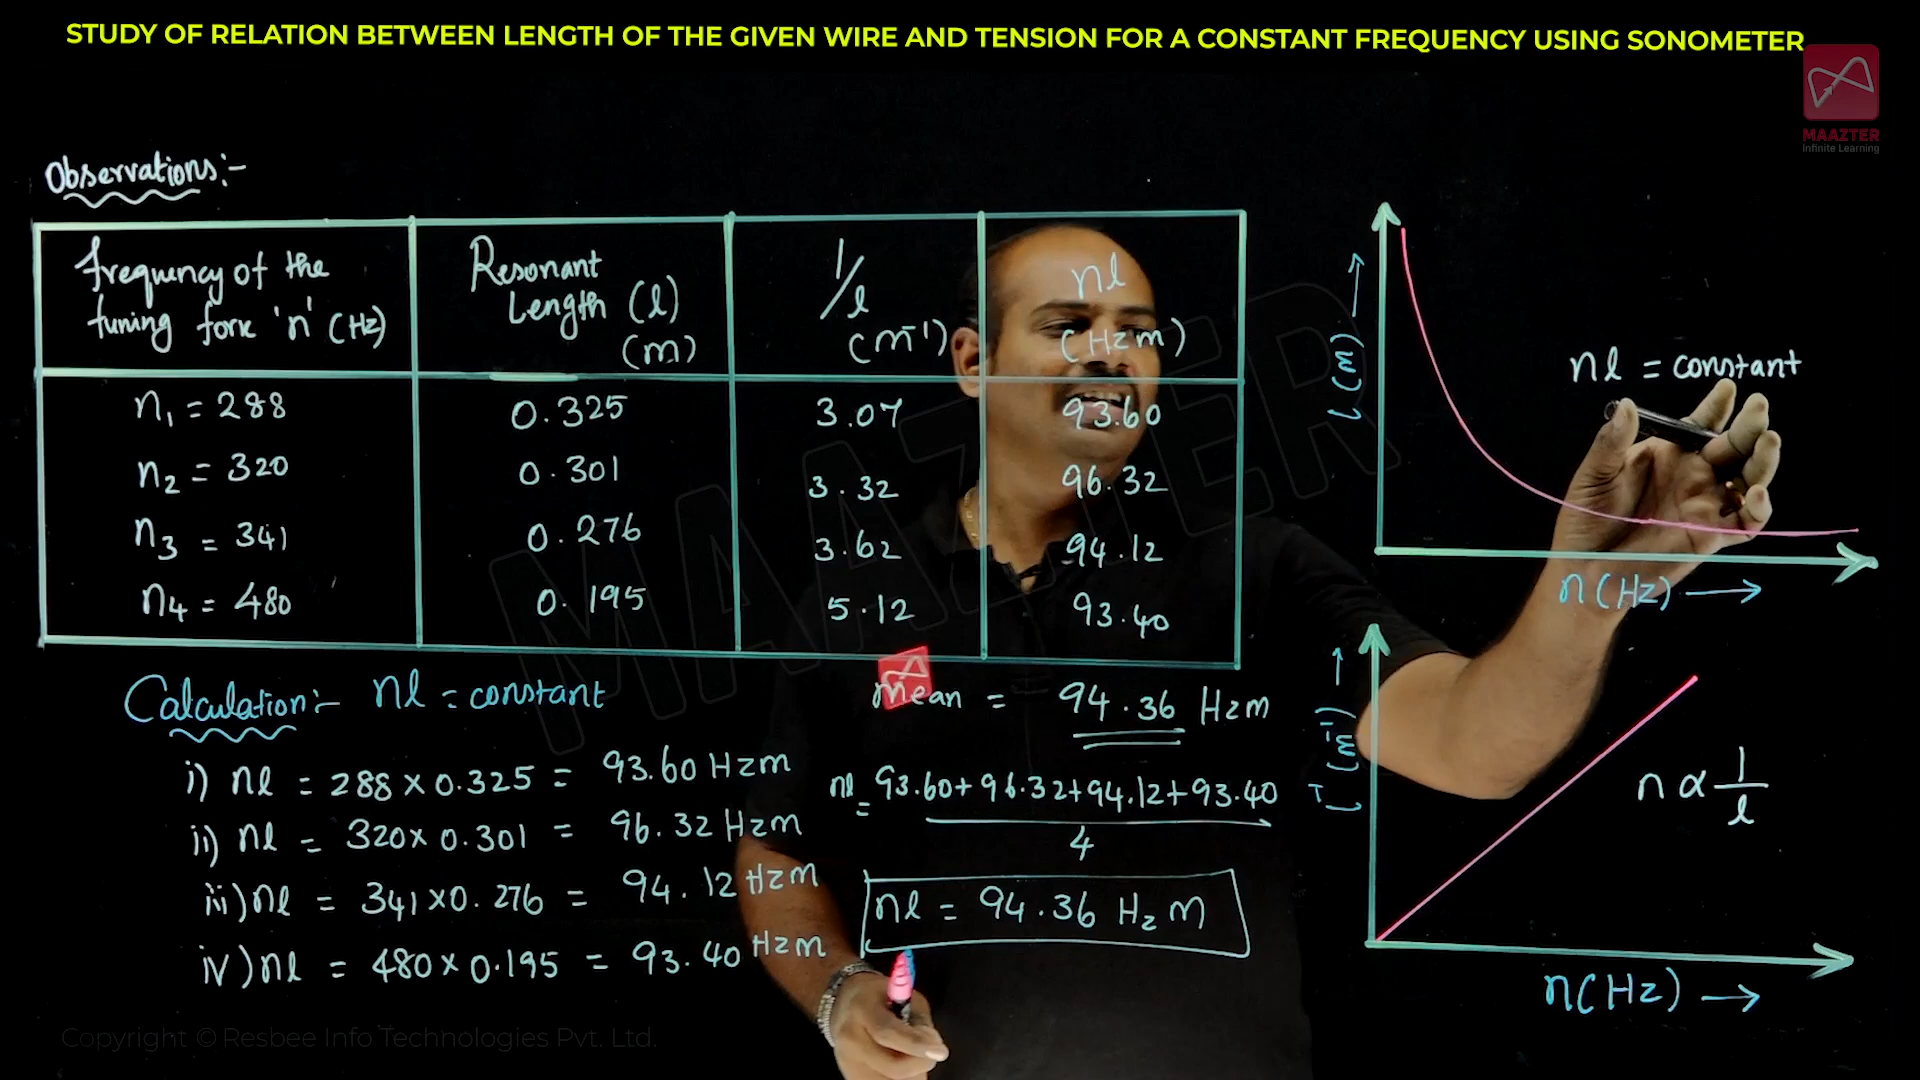 STUDY OF RELATION BETWEEN LENGTH OF THE GIVEN WIRE AND TENSION FOR A CONSTANT FREQUENCY USING SONOMETER
MAAZTER
Infinite Learning
Observations:-
Frequency of the tuning fork 'n' (Hz)
Resonant Length (l) (m)
1/l (m⁻¹)
nl (Hzm)
n₁ = 288 0.325 3.07 93.60
n₂ = 320 0.301 3.32 96.32
n₃ = 341 0.276 3.62 94.12
n₄ = 480 0.195 5.12 93.40
MAAZTER
Calculation:- nl = constant
i) nl = 288 × 0.325 = 93.60 Hzm
ii) nl = 320 × 0.301 = 96.32 Hzm
iii) nl = 341 × 0.276 = 94.12 Hzm
iv) nl = 480 × 0.195 = 93.40 Hzm
mean = 94.36 Hzm
nl = 93.60+96.32+94.12+93.40
4
nl = 94.36 Hz m
l (m) →
nl = constant
n (Hz) →
(m⁻¹) →
n ∝ 1/l
n (Hz) →
Copyright © Resbee Info Technologies Pvt. Ltd.